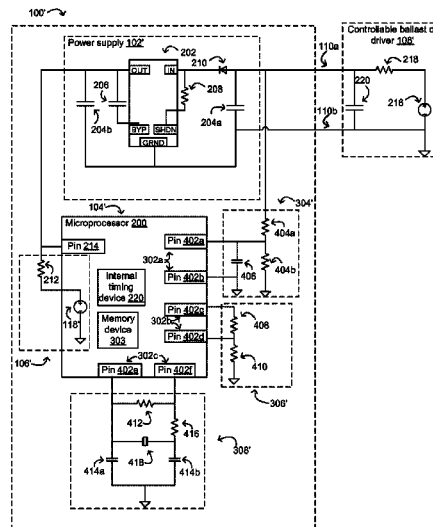 100'
Power supply 102'
202
210
110a
Controllable ballast
driver 108'
OUT
IN
206
208
220
218
204b
204a
110b
216
BYP
SHDN
GRND
104'
304'
Microprocessor 200
Pin 402a
404a
Pin 214
302a
406
404b
212
Internal
timing
device 220
Pin 402b
118'
Pin 402c
302b
408
Memory
device
303
Pin 402d
410
302c
106'
Pin 402e
Pin 402f
306'
412
416
418
308'
414a
414b